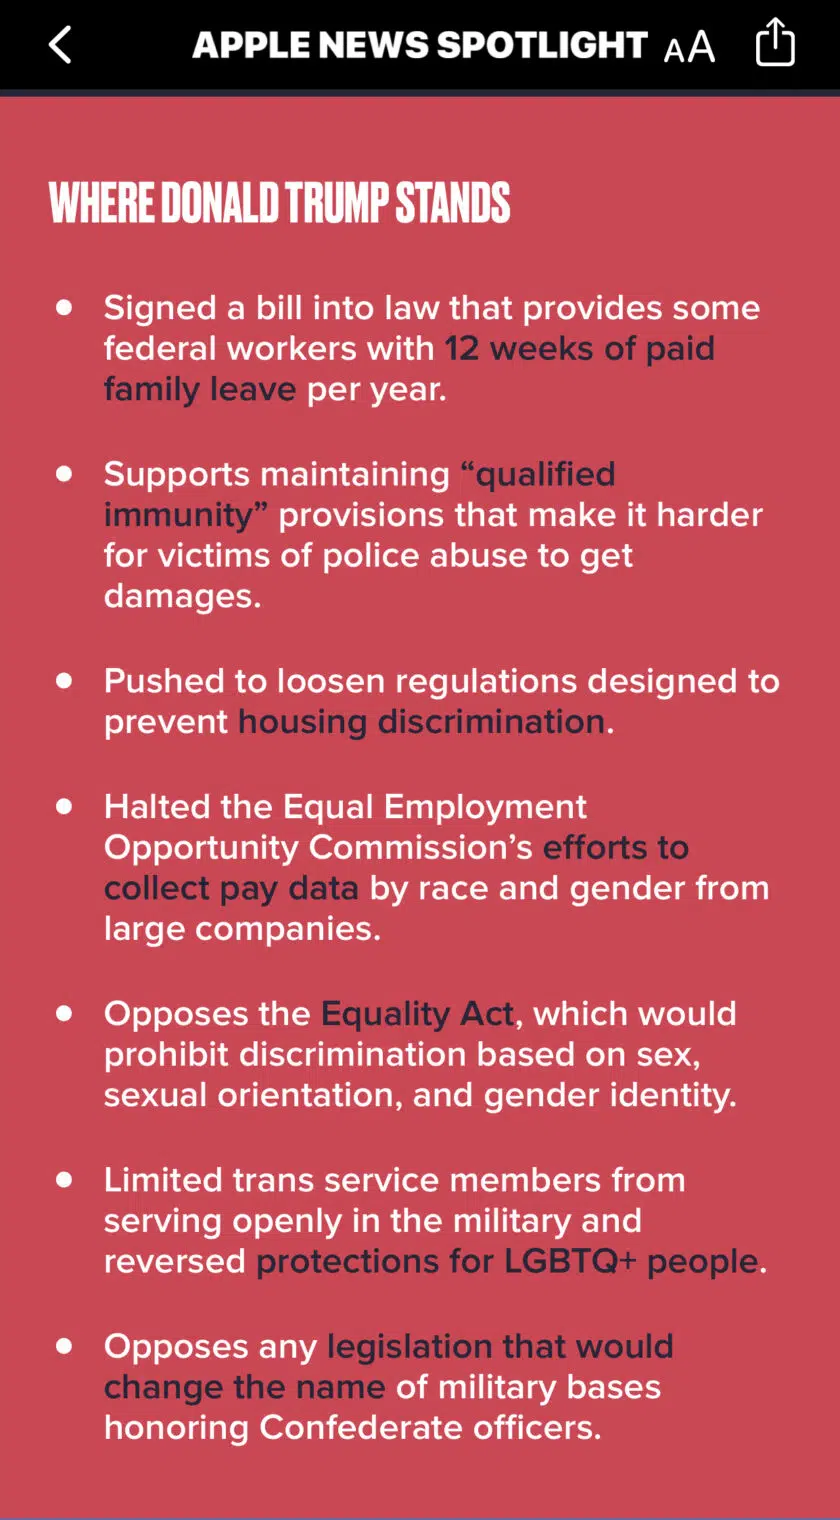 APPLE NEWS SPOTLIGHT AA
WHERE DONALD TRUMP STANDS
• Signed a bill into law that provides some
federal workers with 12 weeks of paid
family leave per year.
• Supports maintaining “qualified
immunity” provisions that make it harder
for victims of police abuse to get
damages.
• Pushed to loosen regulations designed to
prevent housing discrimination.
• Halted the Equal Employment
Opportunity Commission’s efforts to
collect pay data by race and gender from
large companies.
• Opposes the Equality Act, which would
prohibit discrimination based on sex,
sexual orientation, and gender identity.
• Limited trans service members from
serving openly in the military and
reversed protections for LGBTQ+ people.
• Opposes any legislation that would
change the name of military bases
honoring Confederate officers.